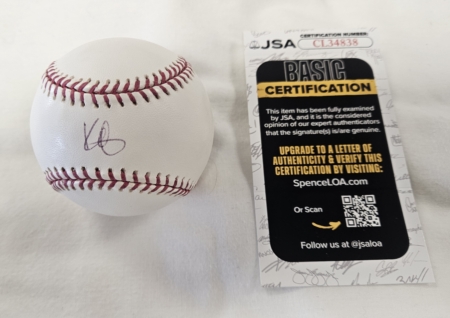 JSA CERTIFICATION NUMBER:
CL34838
BASIC
CERTIFICATION
This item has been fully examined
by JSA, and it is the considered
opinion of our expert authenticators
that the signature(s) is/are genuine.
UPGRADE TO A LETTER OF
AUTHENTICITY & VERIFY THIS
CERTIFICATION BY VISITING:
SpenceLOA.com
Or Scan
Follow us at @jsaloa